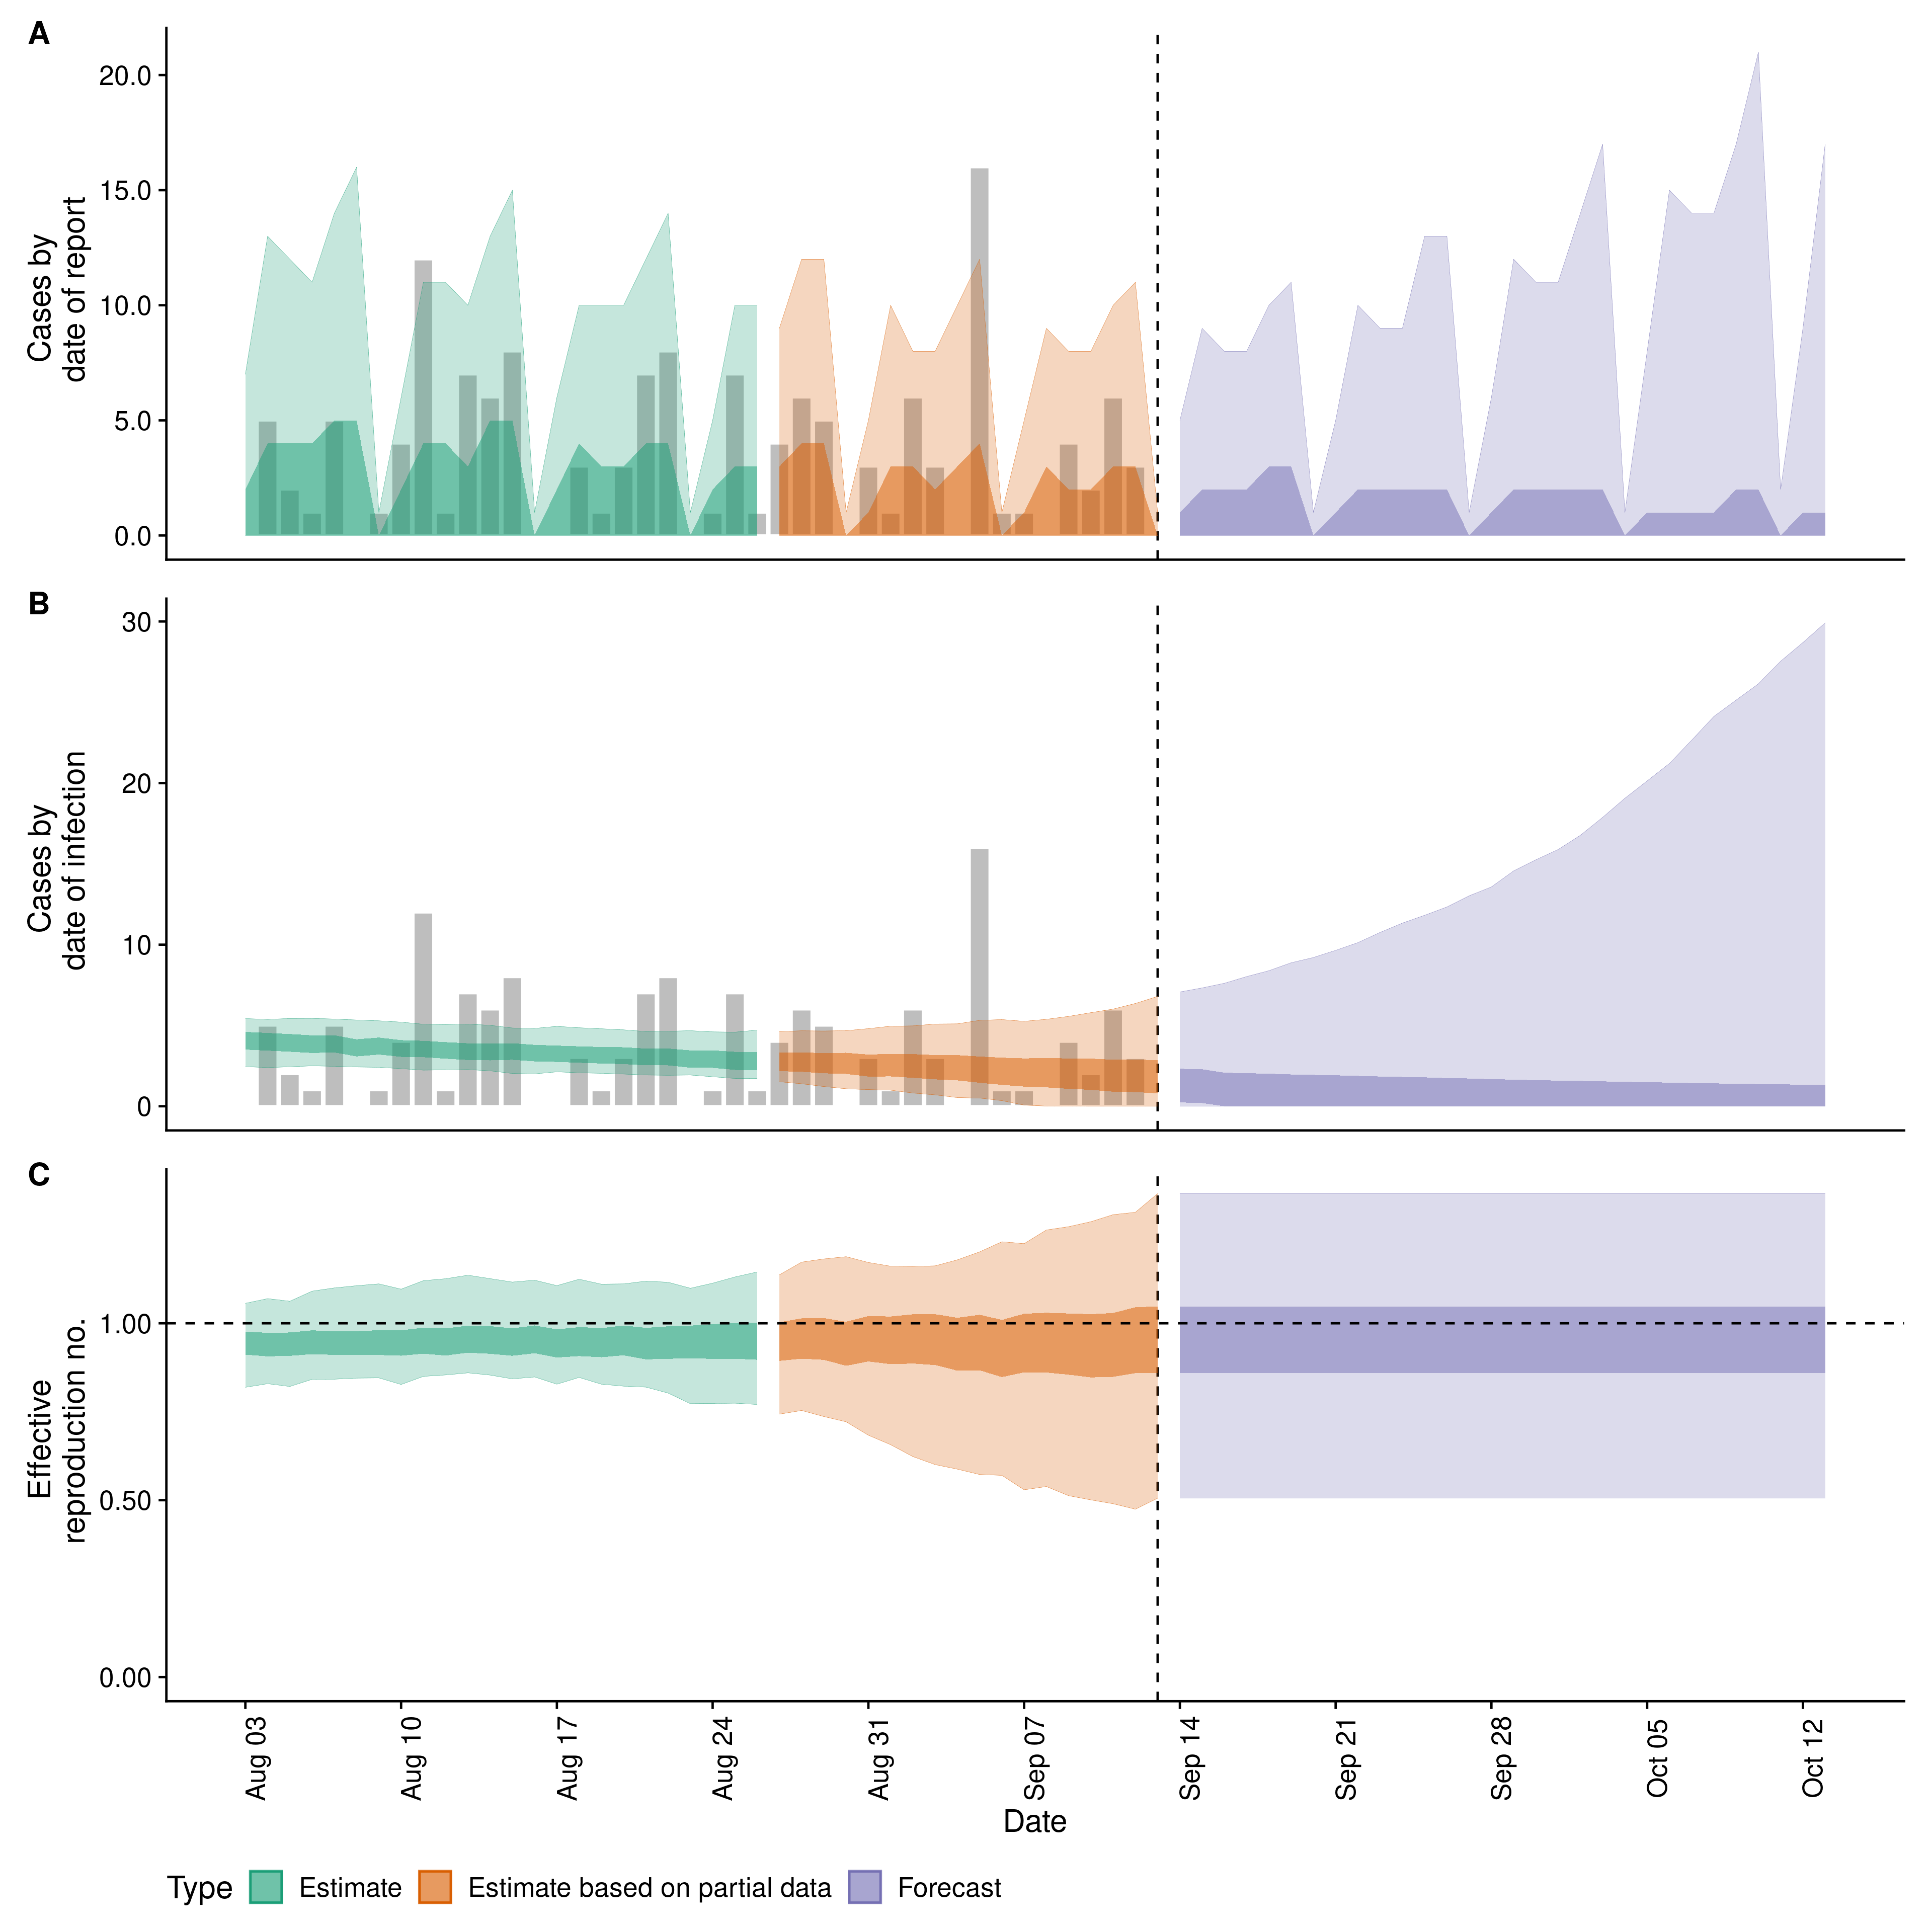 A
Cases by
date of report
20.0
15.0
10.0
5.0
0.0
B
Cases by
date of infection
30
20
10
0
C
Effective
reproduction no.
1.00
0.50
0.00
Aug 03
Aug 10
Aug 17
Aug 24
Aug 31
Sep 07
Sep 14
Sep 21
Sep 28
Oct 05
Oct 12
Date
Type Estimate Estimate based on partial data Forecast